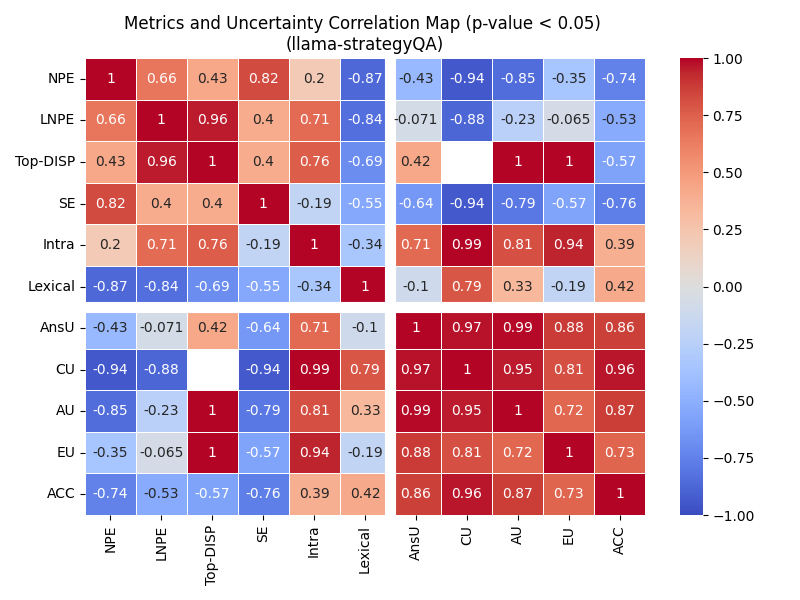 Metrics and Uncertainty Correlation Map (p-value < 0.05)
(llama-strategyQA)
NPE 1 0.66 0.43 0.82 0.2 -0.87 -0.43 -0.94 -0.85 -0.35 -0.74
LNPE 0.66 1 0.96 0.4 0.71 -0.84 -0.071 -0.88 -0.23 -0.065 -0.53
Top-DISP 0.43 0.96 1 0.4 0.76 -0.69 0.42 1 1 -0.57
SE 0.82 0.4 0.4 1 -0.19 -0.55 -0.64 -0.94 -0.79 -0.57 -0.76
Intra 0.2 0.71 0.76 -0.19 1 -0.34 0.71 0.99 0.81 0.94 0.39
Lexical -0.87 -0.84 -0.69 -0.55 -0.34 1 -0.1 0.79 0.33 -0.19 0.42
AnsU -0.43 -0.071 0.42 -0.64 0.71 -0.1 1 0.97 0.99 0.88 0.86
CU -0.94 -0.88 -0.94 0.99 0.79 0.97 1 0.95 0.81 0.96
AU -0.85 -0.23 1 -0.79 0.81 0.33 0.99 0.95 1 0.72 0.87
EU -0.35 -0.065 1 -0.57 0.94 -0.19 0.88 0.81 0.72 1 0.73
ACC -0.74 -0.53 -0.57 -0.76 0.39 0.42 0.86 0.96 0.87 0.73 1
NPE LNPE Top-DISP SE Intra Lexical AnsU CU AU EU ACC
1.00
0.75
0.50
0.25
0.00
−0.25
−0.50
−0.75
−1.00